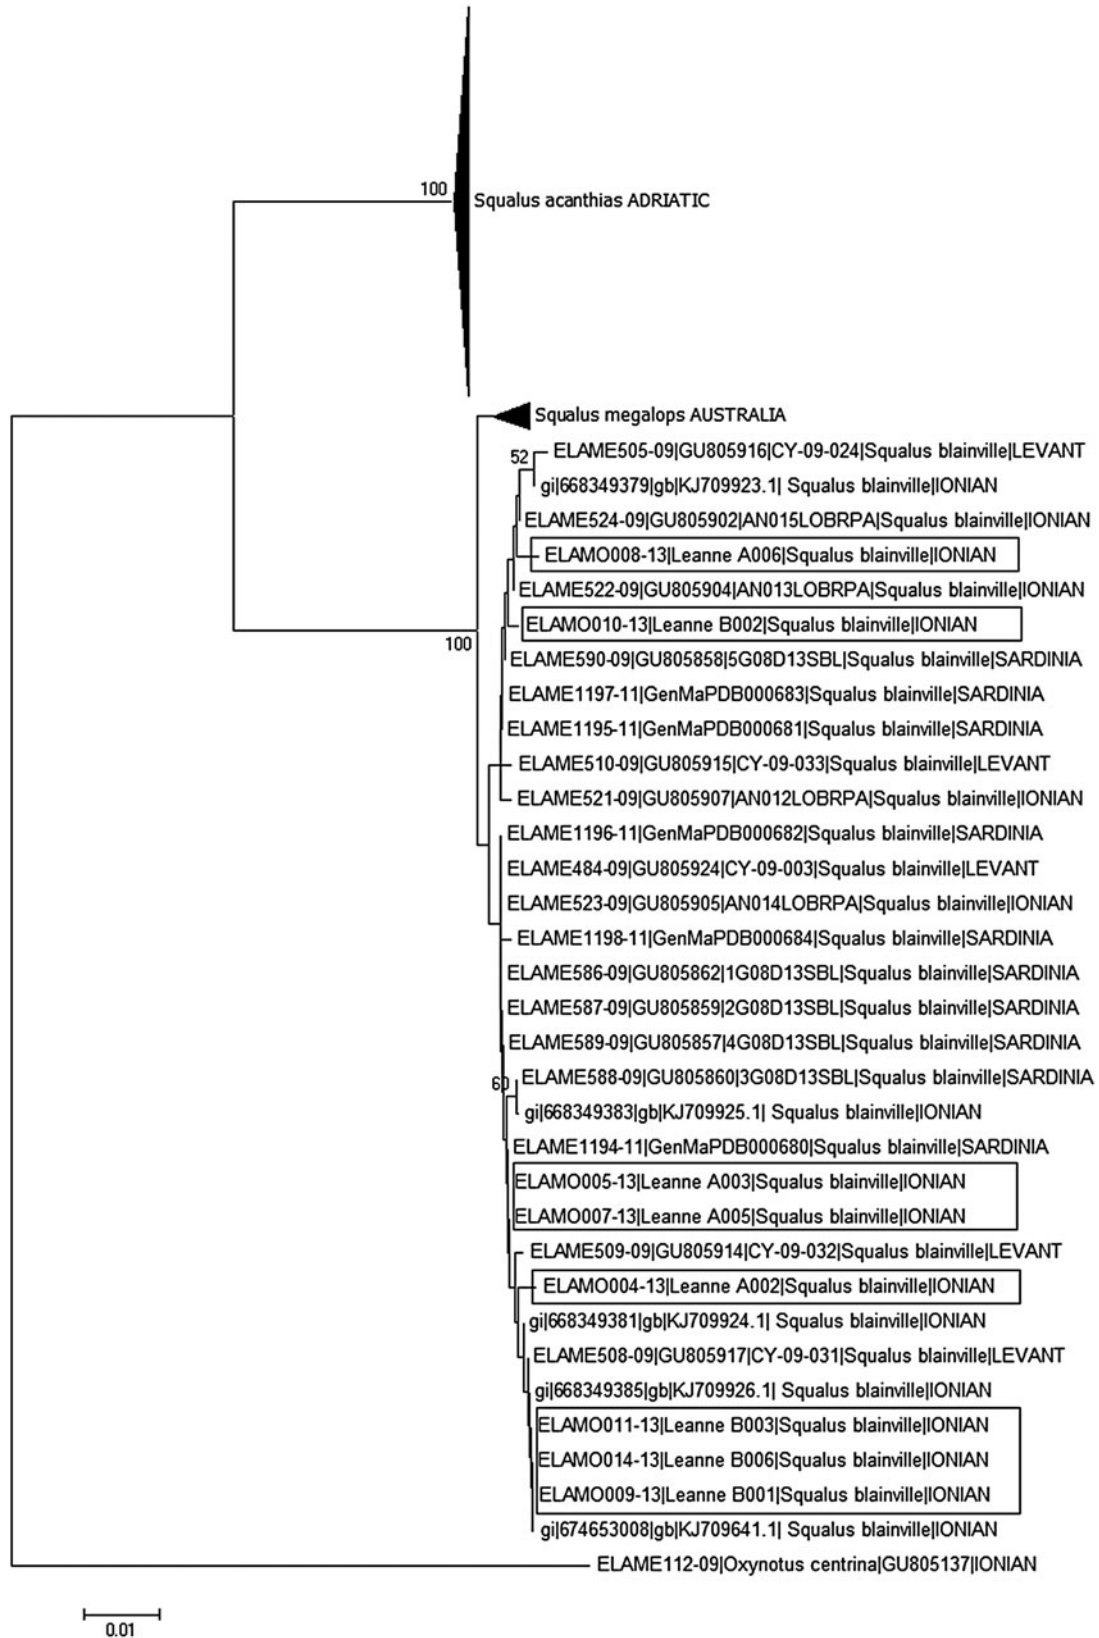 100
Squalus acanthias ADRIATIC
Squalus megalops AUSTRALIA
ELAME505-09|GU805916|CY-09-024|Squalus blainville|LEVANT
52
gi|668349379|gb|KJ709923.1| Squalus blainville|IONIAN
ELAME524-09|GU805902|AN015LOBRPA|Squalus blainville|IONIAN
ELAMO008-13|Leanne A006|Squalus blainville|IONIAN
ELAME522-09|GU805904|AN013LOBRPA|Squalus blainville|IONIAN
ELAMO010-13|Leanne B002|Squalus blainville|IONIAN
100
ELAME590-09|GU805858|5G08D13SBL|Squalus blainville|SARDINIA
ELAME1197-11|GenMaPDB000683|Squalus blainville|SARDINIA
ELAME1195-11|GenMaPDB000681|Squalus blainville|SARDINIA
ELAME510-09|GU805915|CY-09-033|Squalus blainville|LEVANT
ELAME521-09|GU805907|AN012LOBRPA|Squalus blainville|IONIAN
ELAME1196-11|GenMaPDB000682|Squalus blainville|SARDINIA
ELAME484-09|GU805924|CY-09-003|Squalus blainville|LEVANT
ELAME523-09|GU805905|AN014LOBRPA|Squalus blainville|IONIAN
ELAME1198-11|GenMaPDB000684|Squalus blainville|SARDINIA
ELAME586-09|GU805862|1G08D13SBL|Squalus blainville|SARDINIA
ELAME587-09|GU805859|2G08D13SBL|Squalus blainville|SARDINIA
ELAME589-09|GU805857|4G08D13SBL|Squalus blainville|SARDINIA
ELAME588-09|GU805860|3G08D13SBL|Squalus blainville|SARDINIA
gi|668349383|gb|KJ709925.1| Squalus blainville|IONIAN
ELAME1194-11|GenMaPDB000680|Squalus blainville|SARDINIA
ELAMO005-13|Leanne A003|Squalus blainville|IONIAN
ELAMO007-13|Leanne A005|Squalus blainville|IONIAN
ELAME509-09|GU805914|CY-09-032|Squalus blainville|LEVANT
ELAMO004-13|Leanne A002|Squalus blainville|IONIAN
gi|668349381|gb|KJ709924.1| Squalus blainville|IONIAN
ELAME508-09|GU805917|CY-09-031|Squalus blainville|LEVANT
gi|668349385|gb|KJ709926.1| Squalus blainville|IONIAN
ELAMO011-13|Leanne B003|Squalus blainville|IONIAN
ELAMO014-13|Leanne B006|Squalus blainville|IONIAN
ELAMO009-13|Leanne B001|Squalus blainville|IONIAN
gi|674653008|gb|KJ709641.1| Squalus blainville|IONIAN
ELAME112-09|Oxynotus centrina|GU805137|IONIAN
0.01